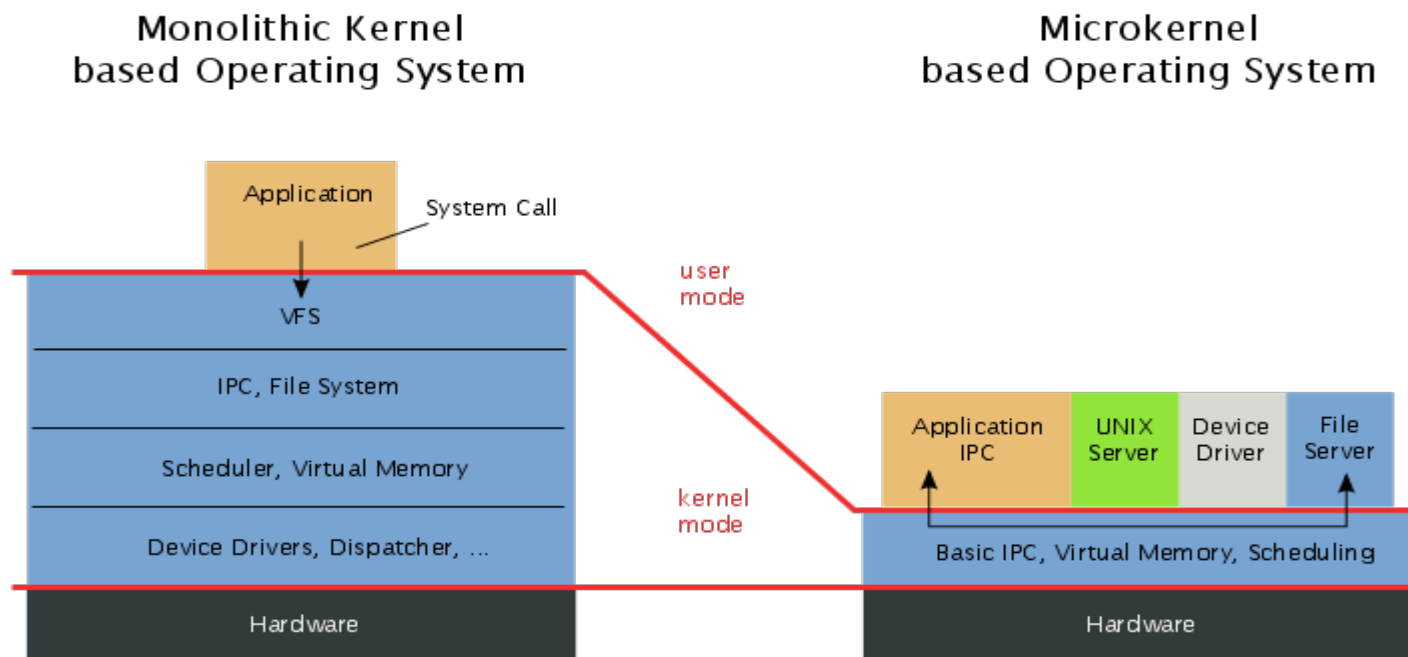 Monolithic Kernel
based Operating System
Microkernel
based Operating System
Application
System Call
user
mode
VFS
IPC, File System
Scheduler, Virtual Memory
Device Drivers, Dispatcher, ...
Hardware
kernel
mode
Application
IPC
UNIX
Server
Device
Driver
File
Server
Basic IPC, Virtual Memory, Scheduling
Hardware